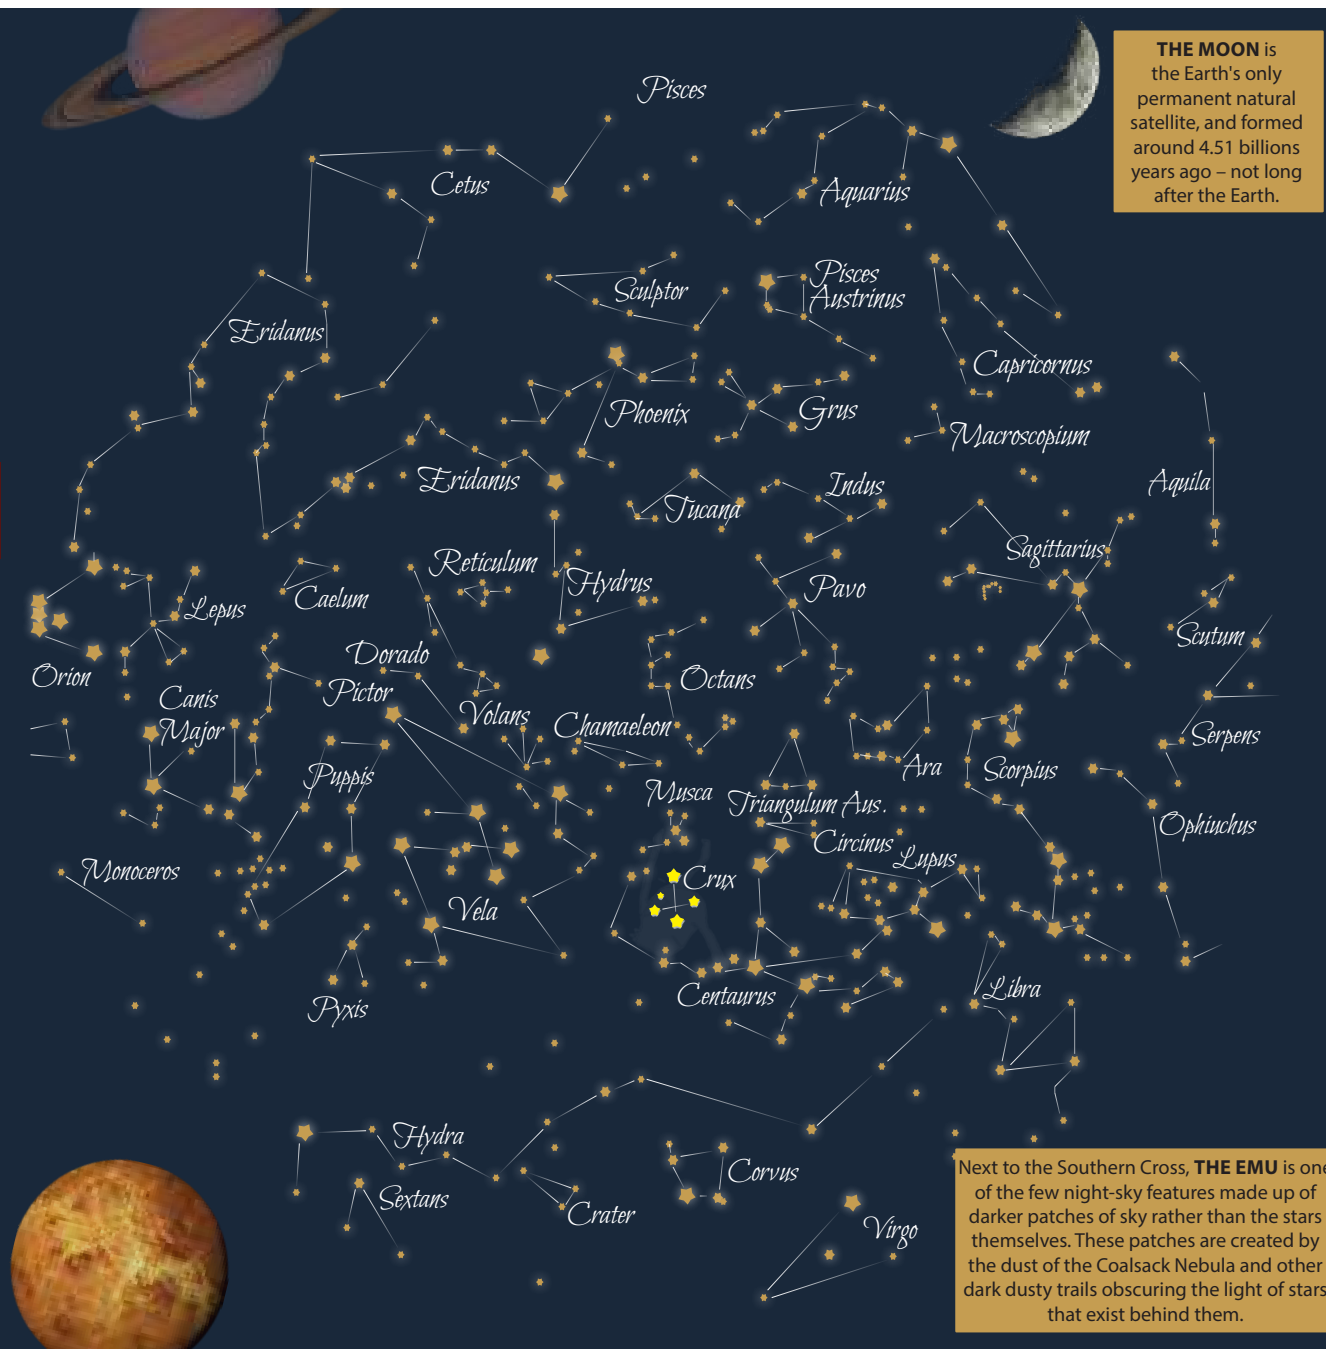 Pisces
THE MOON is
the Earth's only
permanent natural
satellite, and formed
around 4.51 billions
years ago – not long
after the Earth.
Cetus
Aquarius
Pisces
Austrinus
Sculptor
Eridanus
Capricornus
Phoenix
Grus
Macroscopium
Eridanus
Tucana
Indus
Aquila
Sagittarius
Reticulum
Hydrus
Pavo
Caelum
Lepus
Scutum
Dorado
Orion
Octans
Pictor
Canis
Major
Volans
Chamaeleon
Serpens
Ara
Scorpius
Puppis
Musca
Triangulum Aus.
Circinus
Lupus
Ophiuchus
Monoceros
Crux
Vela
Centaurus
Libra
Pyxis
Hydra
Corvus
Sextans
Crater
Virgo
Next to the Southern Cross, THE EMU is one
of the few night-sky features made up of
darker patches of sky rather than the stars
themselves. These patches are created by
the dust of the Coalsack Nebula and other
dark dusty trails obscuring the light of stars
that exist behind them.